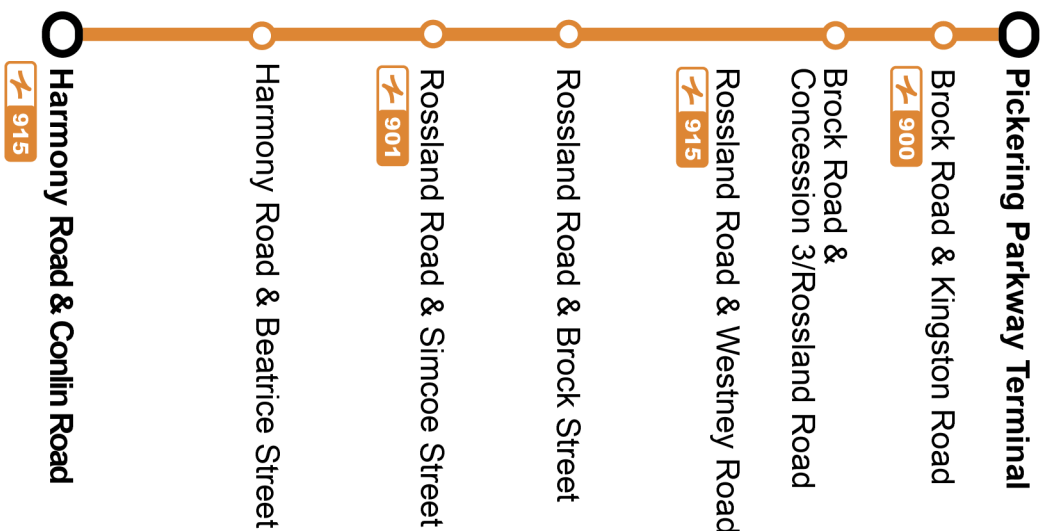 Pickering Parkway Terminal
Brock Road & Kingston Road
900
Brock Road &
Concession 3/Rossland Road
Rossland Road & Westney Road
915
Rossland Road & Brock Street
Rossland Road & Simcoe Street
901
Harmony Road & Beatrice Street
Harmony Road & Conlin Road
915